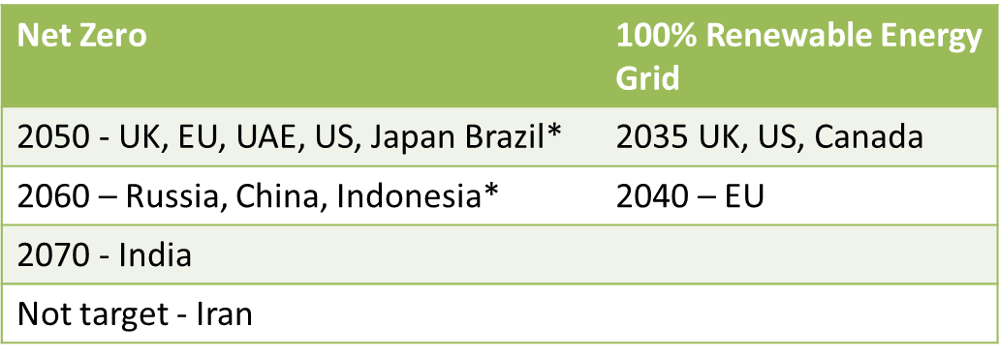 Net Zero
100% Renewable Energy
Grid
2050 - UK, EU, UAE, US, Japan Brazil*
2035 UK, US, Canada
2060 – Russia, China, Indonesia*
2040 – EU
2070 - India
Not target - Iran